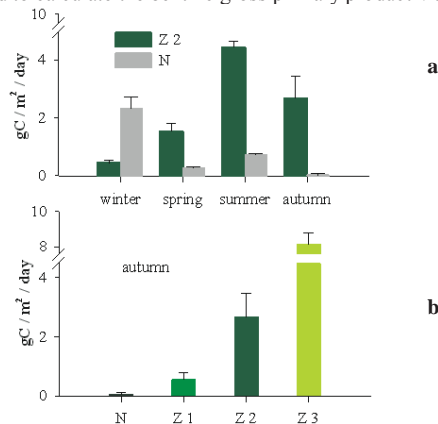 10
4
2
0
gC / m² / day
Z 2
N
a
winter spring summer autumn
10
8
4
2
0
gC / m² / day
autumn
b
N Z 1 Z 2 Z 3